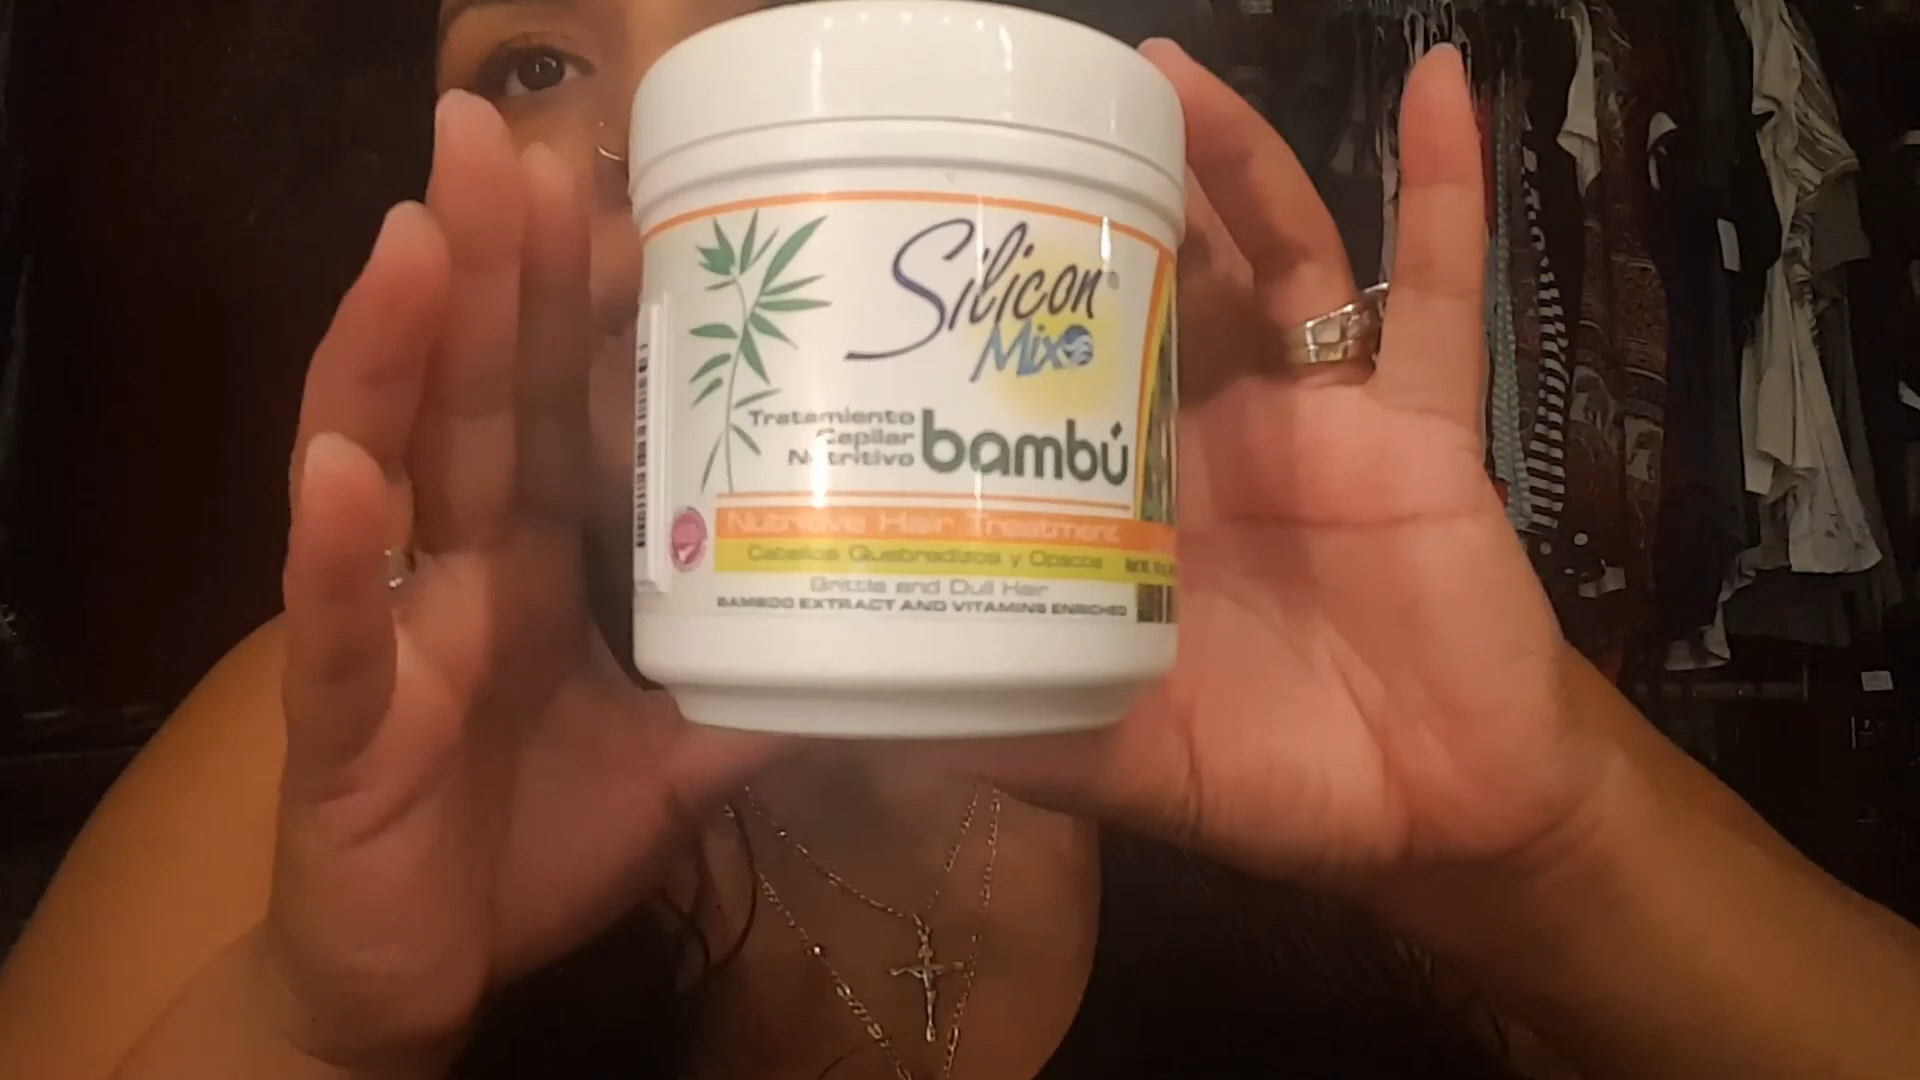 Silicon
Mix
Tratamiento
Capilar
Nutritivo
bambú
Nutritive Hair Treatment
Cabellos Quebradizos y Opacos
Brittle and Dull Hair
BAMBOO EXTRACT AND VITAMINS ENRICHED